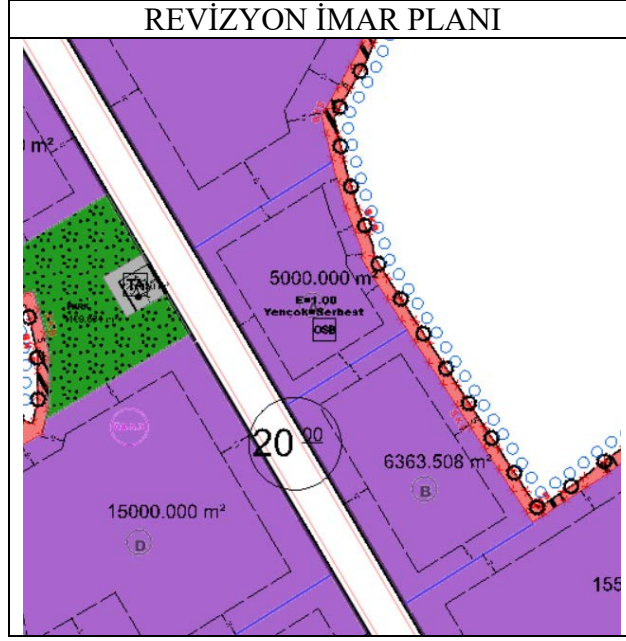 REVİZYON İMAR PLANI
m²
5000.000 m
E=1.00
Yençok=Serbest
OSB
20 00
6363.508 m²
B
15000.000 m²
D
155